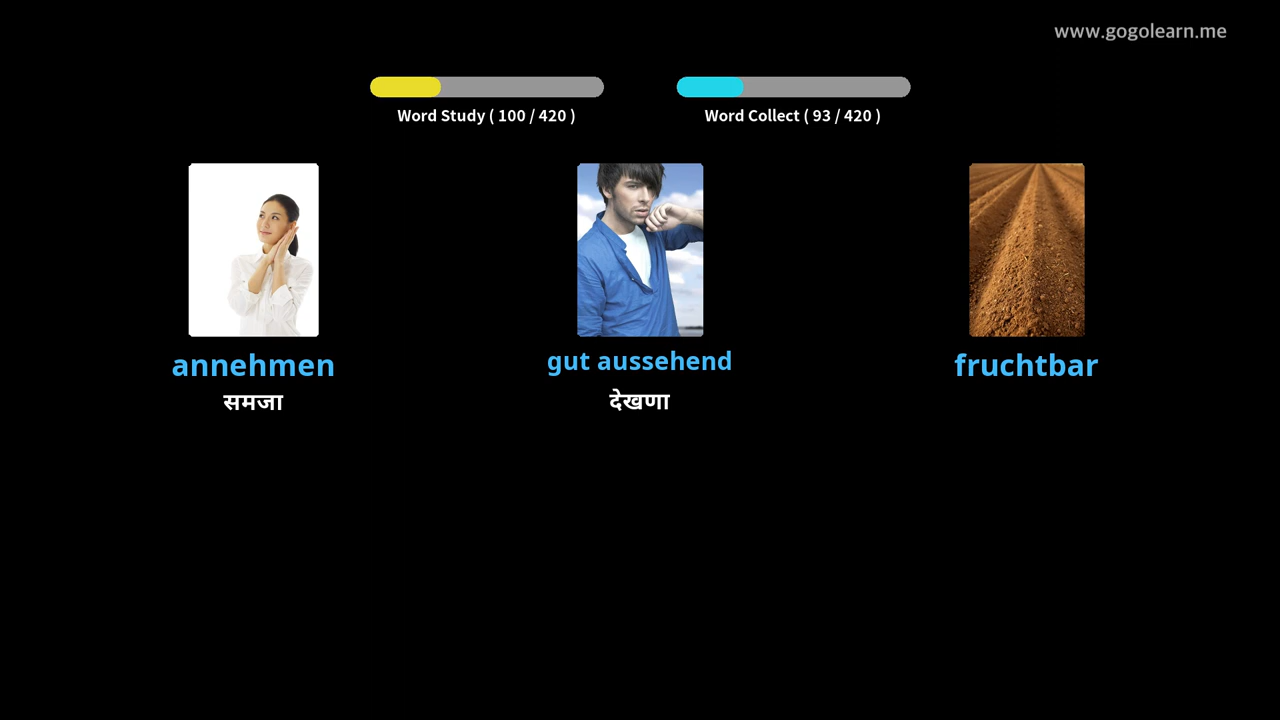 www.gogolearn.me
Word Study ( 100 / 420 )
Word Collect ( 93 / 420 )
annehmen
समजा
gut aussehend
देखणा
fruchtbar